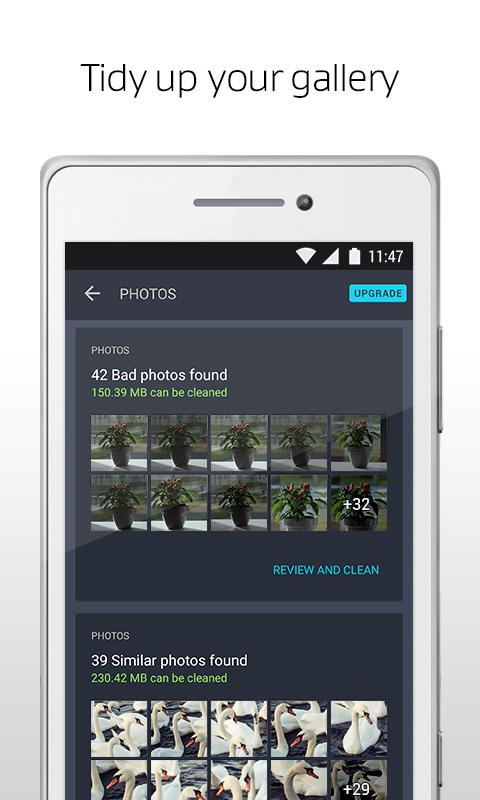 Tidy up your gallery
11:47
PHOTOS
UPGRADE
PHOTOS
42 Bad photos found
150.39 MB can be cleaned
+32
REVIEW AND CLEAN
PHOTOS
39 Similar photos found
230.42 MB can be cleaned
+29